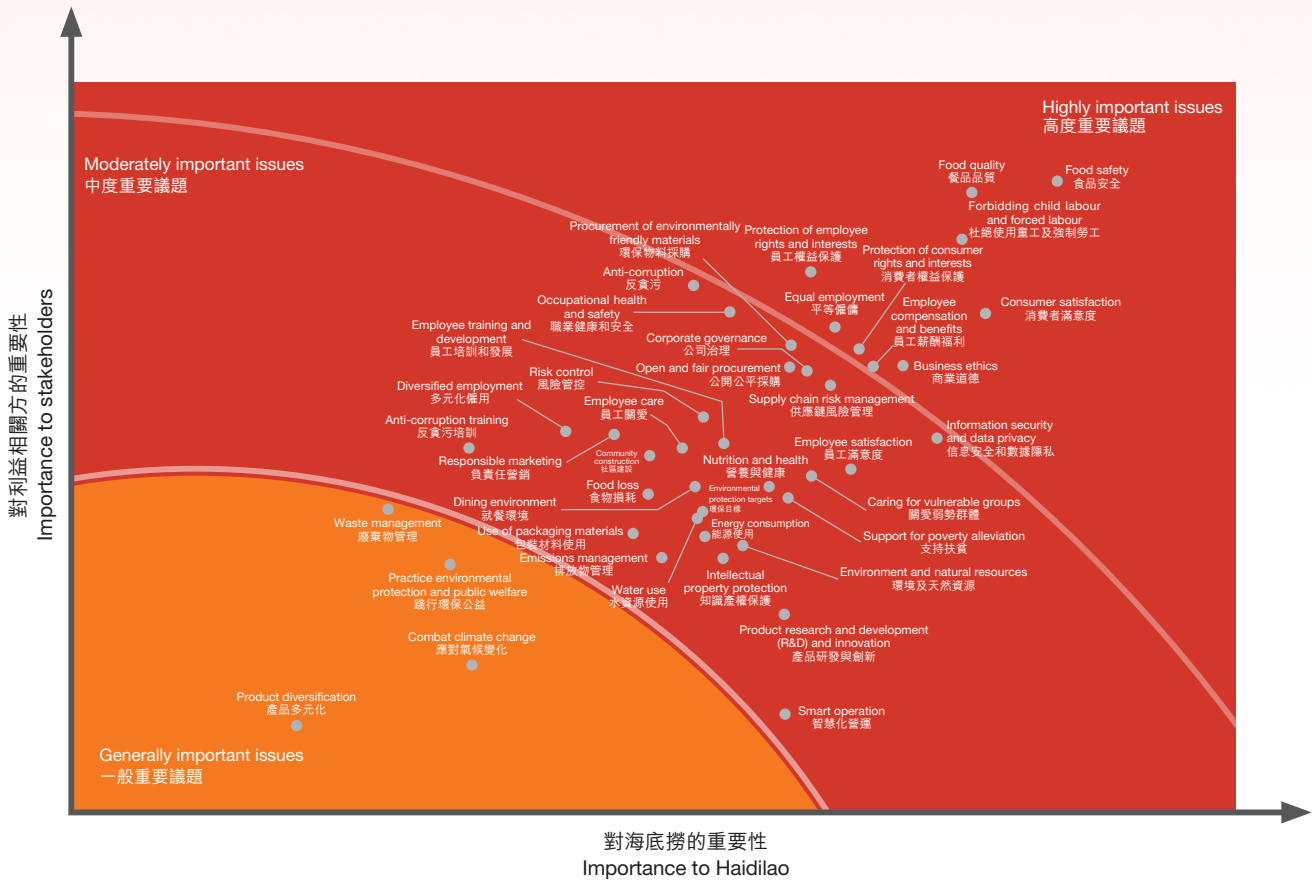 Highly important issues
高度重要議題
Moderately important issues
中度重要議題
Food quality
餐品品質
Food safety
食品安全
Forbidding child labour
and forced labour
杜絕使用童工及強制勞工
Procurement of environmentally
friendly materials
環保物料採購
Protection of employee
rights and interests
員工權益保護
Protection of consumer
rights and interests
消費者權益保護
Anti-corruption
反貪污
Occupational health
and safety
職業健康和安全
Equal employment
平等僱傭
Employee
compensation
and benefits
員工薪酬福利
Consumer satisfaction
消費者滿意度
Employee training and
development
員工培訓和發展
Corporate governance
公司治理
Open and fair procurement
公開公平採購
Business ethics
商業道德
Risk control
風險管控
Diversified employment
多元化僱用
Employee care
員工關愛
Supply chain risk management
供應鏈風險管理
Anti-corruption training
反貪污培訓
Information security
and data privacy
信息安全和數據隱私
Employee satisfaction
員工滿意度
Responsible marketing
負責任營銷
Community
construction
社區建設
Nutrition and health
營養與健康
Food loss
食物損耗
Environmental
protection targets
環保目標
Dining environment
就餐環境
Caring for vulnerable groups
關愛弱勢群體
Waste management
廢棄物管理
Use of packaging materials
包裝材料使用
Energy consumption
能源使用
Support for poverty alleviation
支持扶貧
Emissions management
排放物管理
Practice environmental
protection and public welfare
踐行環保公益
Water use
水資源使用
Intellectual
property protection
知識產權保護
Environment and natural resources
環境及天然資源
Combat climate change
應對氣候變化
Product research and development
(R&D) and innovation
產品研發與創新
Product diversification
產品多元化
Smart operation
智慧化營運
Generally important issues
一般重要議題
對利益相關方的重要性
Importance to stakeholders
對海底撈的重要性
Importance to Haidilao